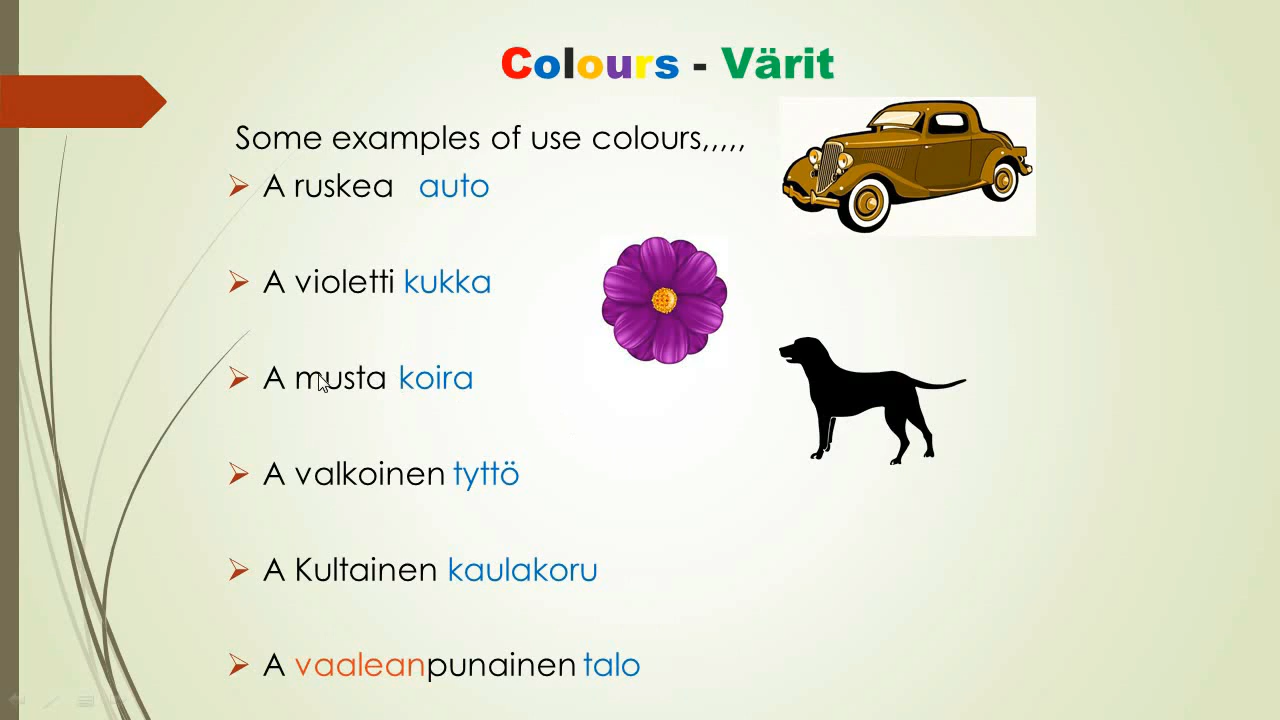 Colours - Värit
Some examples of use colours,,,,,
A ruskea auto
A violetti kukka
A musta koira
A valkoinen tyttö
A Kultainen kaulakoru
A vaaleanpunainen talo